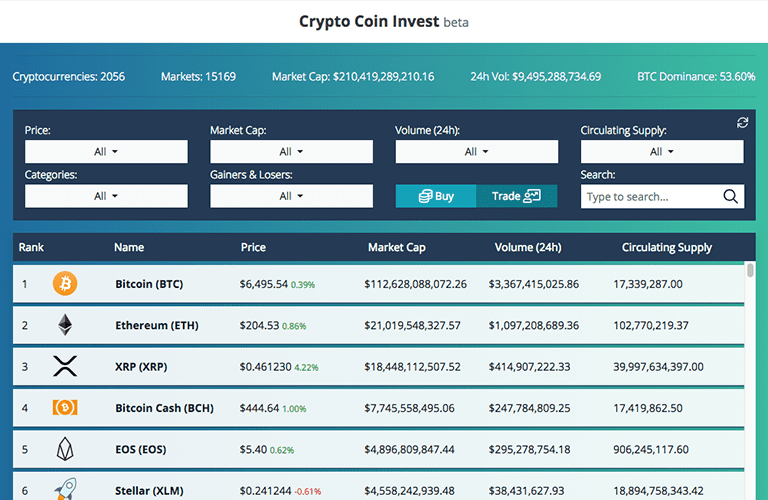 Crypto Coin Invest beta
Cryptocurrencies: 2056 Markets: 15169 Market Cap: $210,419,289,210.16 24h Vol: $9,495,288,734.69 BTC Dominance: 53.60%
Price: Market Cap: Volume (24h): Circulating Supply:
All All All All
Categories: Gainers & Losers: Search:
All All Buy Trade Type to search...
Rank Name Price Market Cap Volume (24h) Circulating Supply
1 Bitcoin (BTC) $6,495.54 0.39% $112,628,088,072.26 $3,367,415,025.86 17,339,287.00
2 Ethereum (ETH) $204.53 0.86% $21,019,548,327.57 $1,097,208,689.36 102,770,219.37
3 XRP (XRP) $0.461230 4.22% $18,448,112,507.52 $414,907,222.33 39,997,634,397.00
4 Bitcoin Cash (BCH) $444.64 1.00% $7,745,558,495.06 $247,784,809.25 17,419,862.50
5 EOS (EOS) $5.40 0.62% $4,896,809,847.44 $295,278,754.18 906,245,117.60
6 Stellar (XLM) $0.241244 -0.61% $4,558,242,939.48 $38,431,627.93 18,894,758,343.42